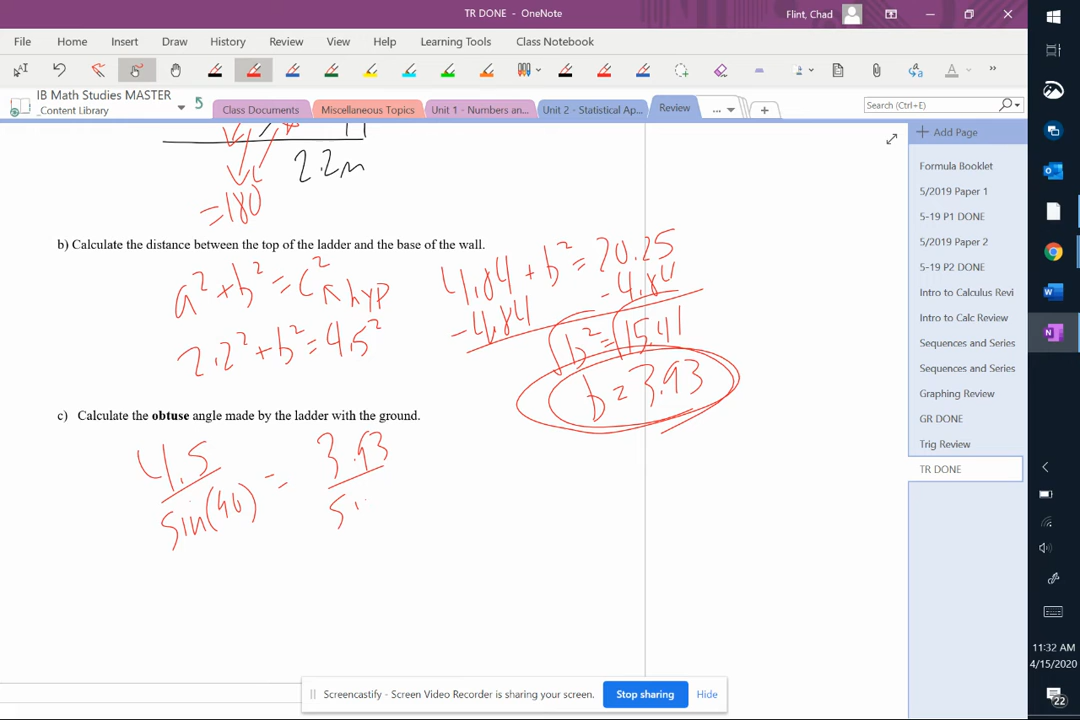 TR DONE - OneNote
Flint, Chad
File Home Insert Draw History Review View Help Learning Tools Class Notebook
IB Math Studies MASTER
Content Library
Class Documents Miscellaneous Topics Unit 1 - Numbers an... Unit 2 - Statistical Ap... Review ...
Search (Ctrl+E)
Add Page
Formula Booklet
5/2019 Paper 1
5-19 P1 DONE
5/2019 Paper 2
5-19 P2 DONE
Intro to Calculus Revi
Intro to Calc Review
Sequences and Series
Sequences and Series
Graphing Review
GR DONE
Trig Review
TR DONE
2.2m
=180
b) Calculate the distance between the top of the ladder and the base of the wall.
a²+b²=c² hyp
2.2²+b²=4.5²
4.84+b²=20.25
-4.84 -4.84
√b²=√15.41
b=3.93
c) Calculate the obtuse angle made by the ladder with the ground.
4.5 = 3.93
sin(90) si
Screencastify - Screen Video Recorder is sharing your screen. Stop sharing Hide
11:32 AM
4/15/2020
22